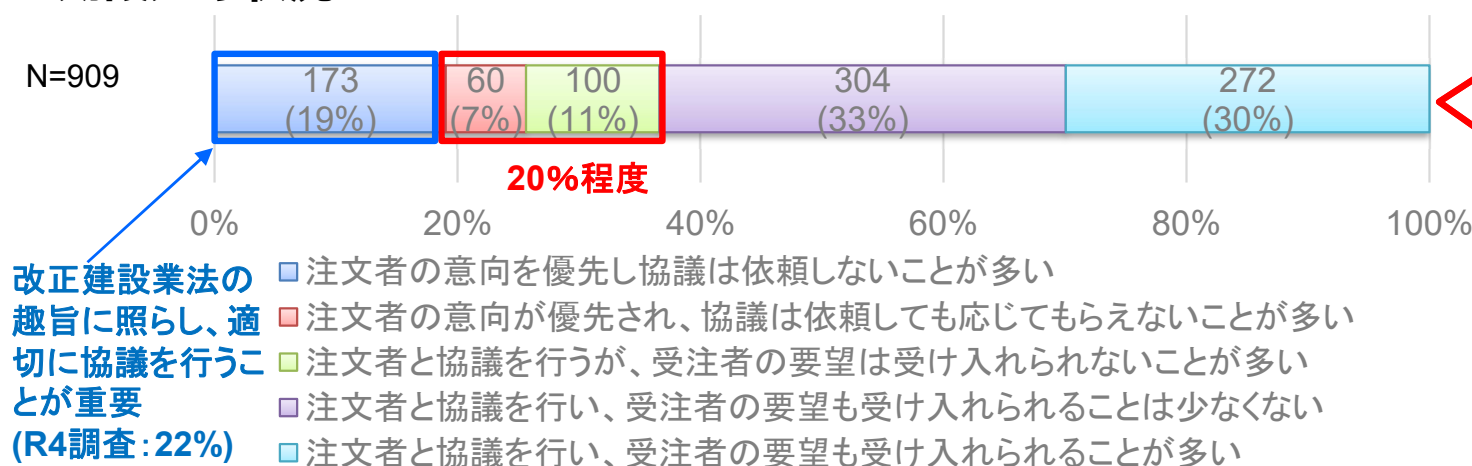 N=909
173 60 100 304 272
(19%) (7%) (11%) (33%) (30%)
20%程度
0% 20% 40% 60% 80% 100%
改正建設業法の
趣旨に照らし、適
切に協議を行うこ
とが重要
(R4調査:22%)
注文者の意向を優先し協議は依頼しないことが多い
注文者の意向が優先され、協議は依頼しても応じてもらえないことが多い
注文者と協議を行うが、受注者の要望は受け入れられないことが多い
注文者と協議を行い、受注者の要望も受け入れられることは少なくない
注文者と協議を行い、受注者の要望も受け入れられることが多い